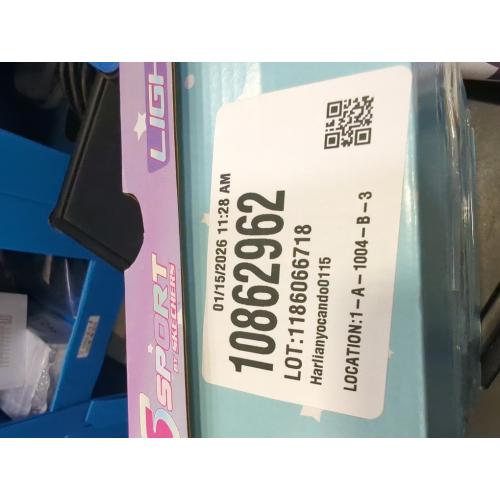 LIGH
S SPORT
BY SKECHERS
01/15/2026 11:28 AM
10862962
LOT:1186066718
Harlianyocando0115
LOCATION:1-A-1004-B-3